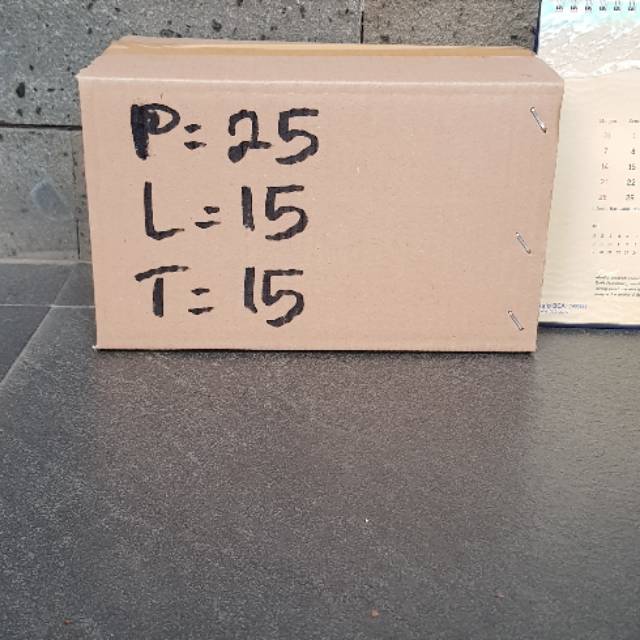 P = 25
L = 15
T = 15